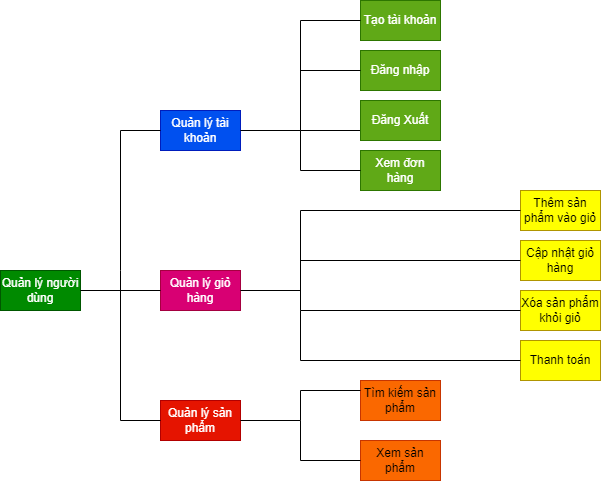 Tạo tài khoản
Đăng nhập
Quản lý tài
khoản
Đăng Xuất
Xem đơn
hàng
Thêm sản
phẩm vào giỏ
Cập nhật giỏ
hàng
Quản lý người
dùng
Quản lý giỏ
hàng
Xóa sản phẩm
khỏi giỏ
Thanh toán
Quản lý sản
phẩm
Tìm kiếm sản
phẩm
Xem sản
phẩm